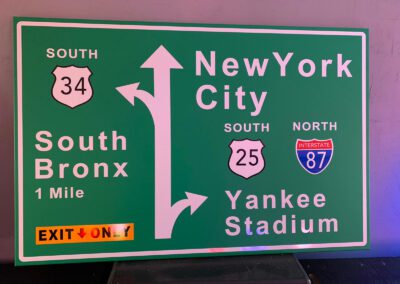 SOUTH
34
South
Bronx
1 Mile
EXIT ONLY
NewYork
City
SOUTH NORTH
25 INTERSTATE 87
Yankee
Stadium